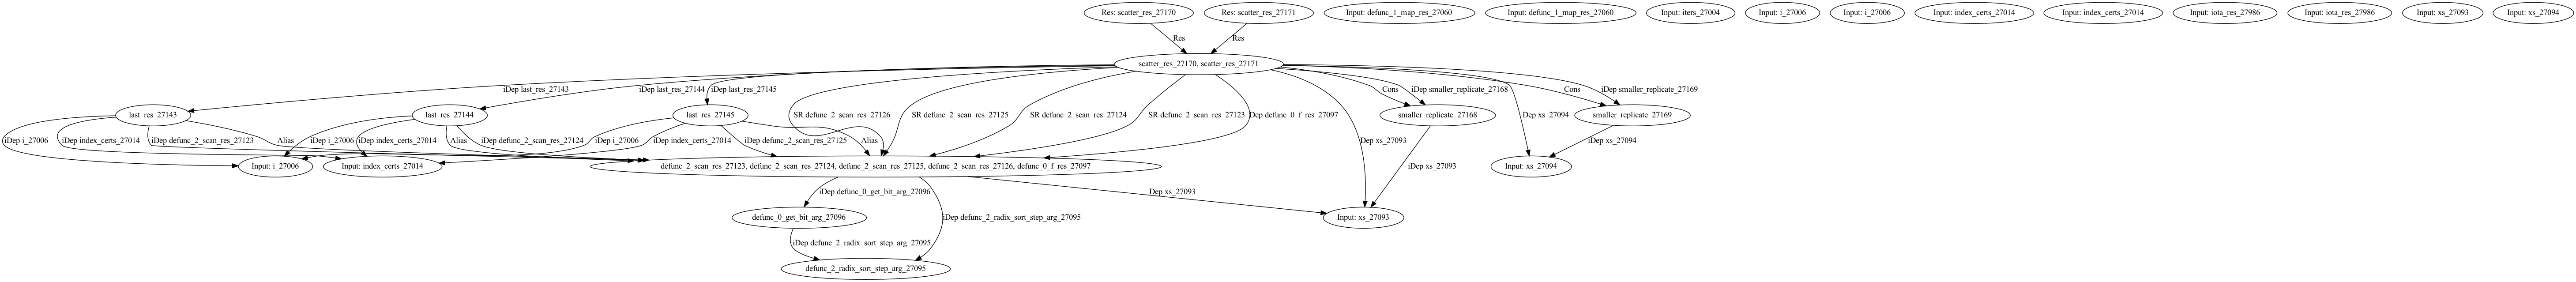 Res: scatter_res_27170
Res: scatter_res_27171
Input: defunc_1_map_res_27060
Input: defunc_1_map_res_27060
Input: iters_27004
Input: i_27006
Input: i_27006
Input: index_certs_27014
Input: index_certs_27014
Input: iota_res_27986
Input: iota_res_27986
Input: xs_27093
Input: xs_27094
Res
Res
scatter_res_27170, scatter_res_27171
iDep last_res_27143
iDep last_res_27144
iDep last_res_27145
Cons
iDep smaller_replicate_27168
Cons
iDep smaller_replicate_27169
last_res_27143
last_res_27144
last_res_27145
SR defunc_2_scan_res_27126
SR defunc_2_scan_res_27125
SR defunc_2_scan_res_27124
SR defunc_2_scan_res_27123
Dep defunc_0_f_res_27097
smaller_replicate_27168
Dep xs_27094
smaller_replicate_27169
iDep i_27006
iDep index_certs_27014
iDep defunc_2_scan_res_27123
Alias
iDep i_27006
iDep index_certs_27014
Alias
iDep defunc_2_scan_res_27124
iDep i_27006
iDep index_certs_27014
iDep defunc_2_scan_res_27125
Alias
Dep xs_27093
iDep xs_27094
Input: i_27006
Input: index_certs_27014
defunc_2_scan_res_27123, defunc_2_scan_res_27124, defunc_2_scan_res_27125, defunc_2_scan_res_27126, defunc_0_f_res_27097
iDep xs_27093
Input: xs_27094
iDep defunc_0_get_bit_arg_27096
Dep xs_27093
defunc_0_get_bit_arg_27096
iDep defunc_2_radix_sort_step_arg_27095
Input: xs_27093
iDep defunc_2_radix_sort_step_arg_27095
defunc_2_radix_sort_step_arg_27095